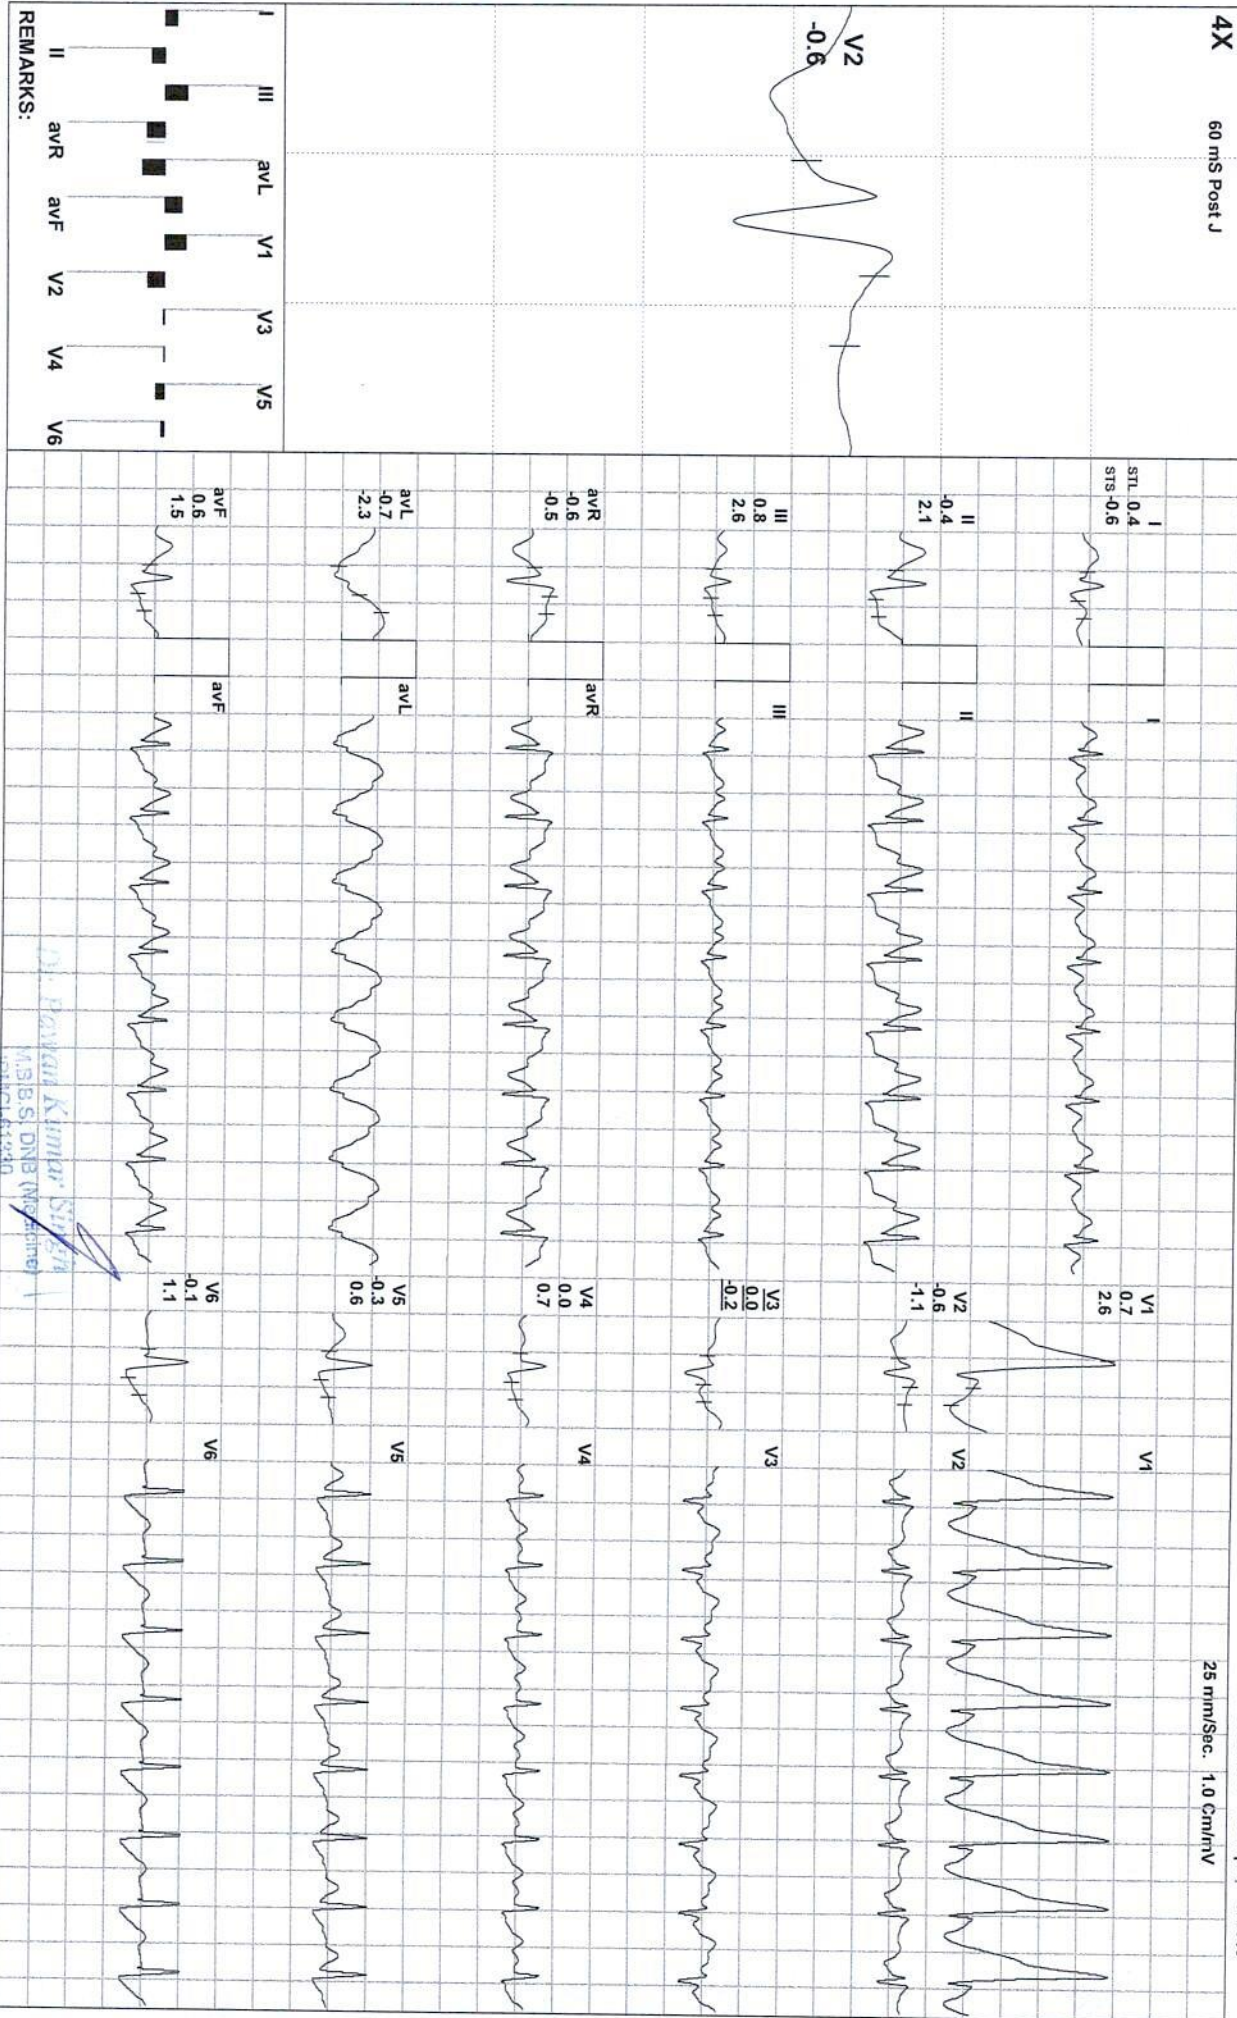 4X
60 mS Post J
25 mm/Sec. 1.0 Cm/mV
V2
-0.6
I
STL 0.4
STS -0.6
I
II
-0.4
2.1
II
III
0.8
2.6
III
avR
-0.6
-0.5
avR
avL
-0.7
-2.3
avL
avF
0.6
1.5
avF
V1
0.7
2.6
V1
V2
-0.6
-1.1
V2
V3
0.0
-0.2
V3
V4
0.0
0.7
V4
V5
-0.3
0.6
V5
V6
-0.1
1.1
V6
I III avL V1 V3 V5
II avR avF V2 V4 V6
REMARKS:
Dr. Pawan Kumar Singh
M.B.B.S. DNB (Medicine)